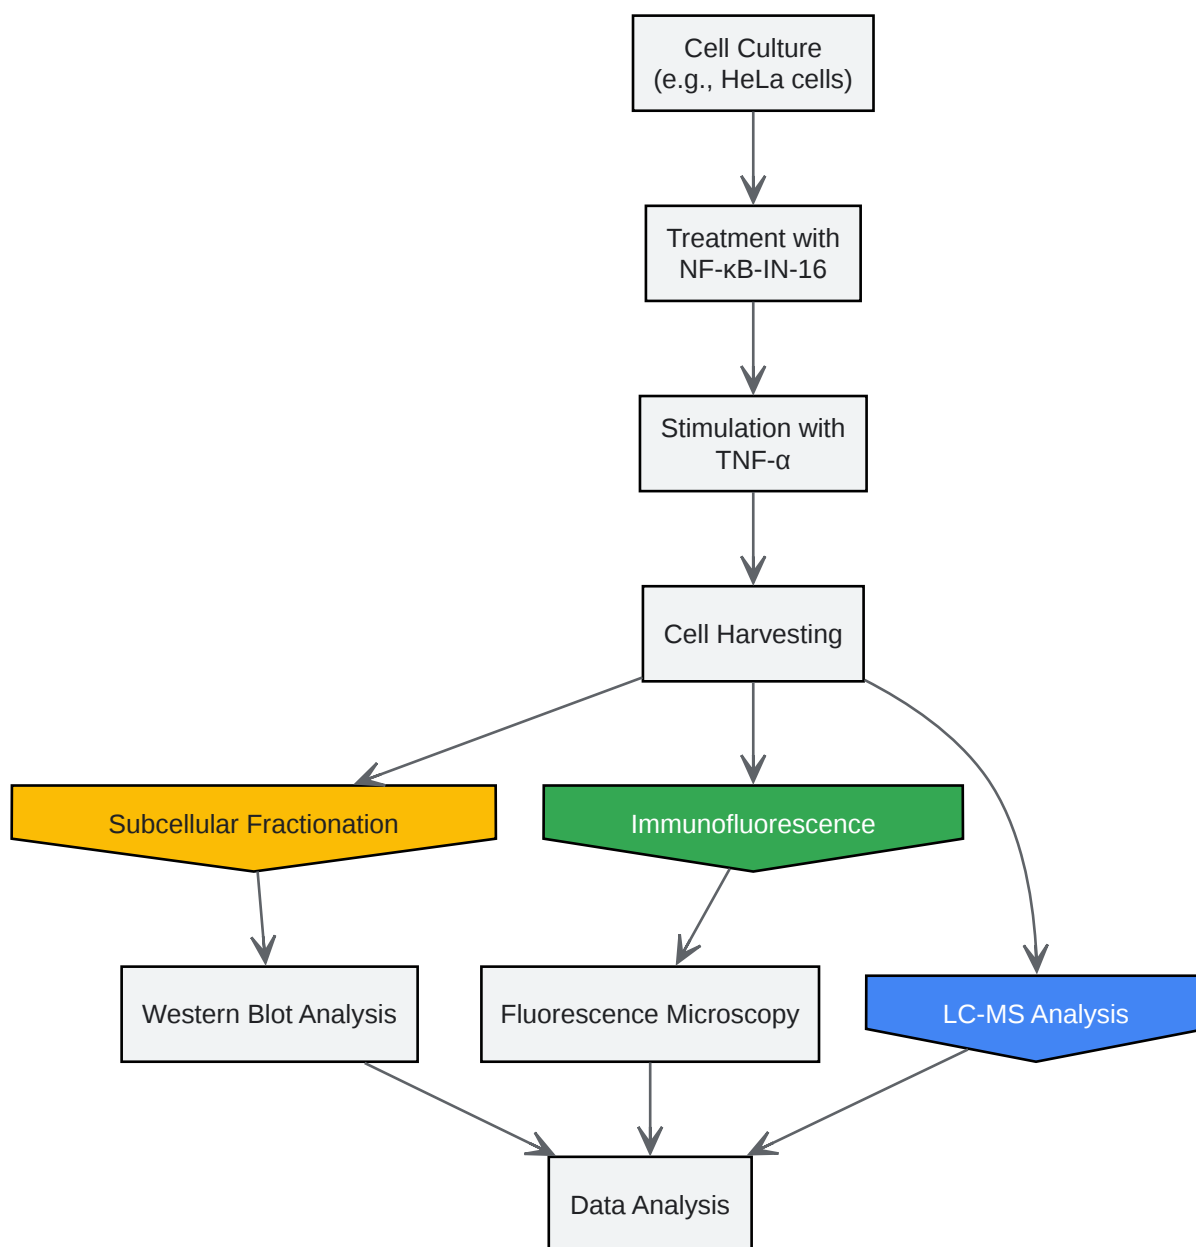 Cell Culture
(e.g., HeLa cells)
Treatment with
NF-κB-IN-16
Stimulation with
TNF-α
Cell Harvesting
Subcellular Fractionation
Immunofluorescence
Western Blot Analysis
Fluorescence Microscopy
LC-MS Analysis
Data Analysis